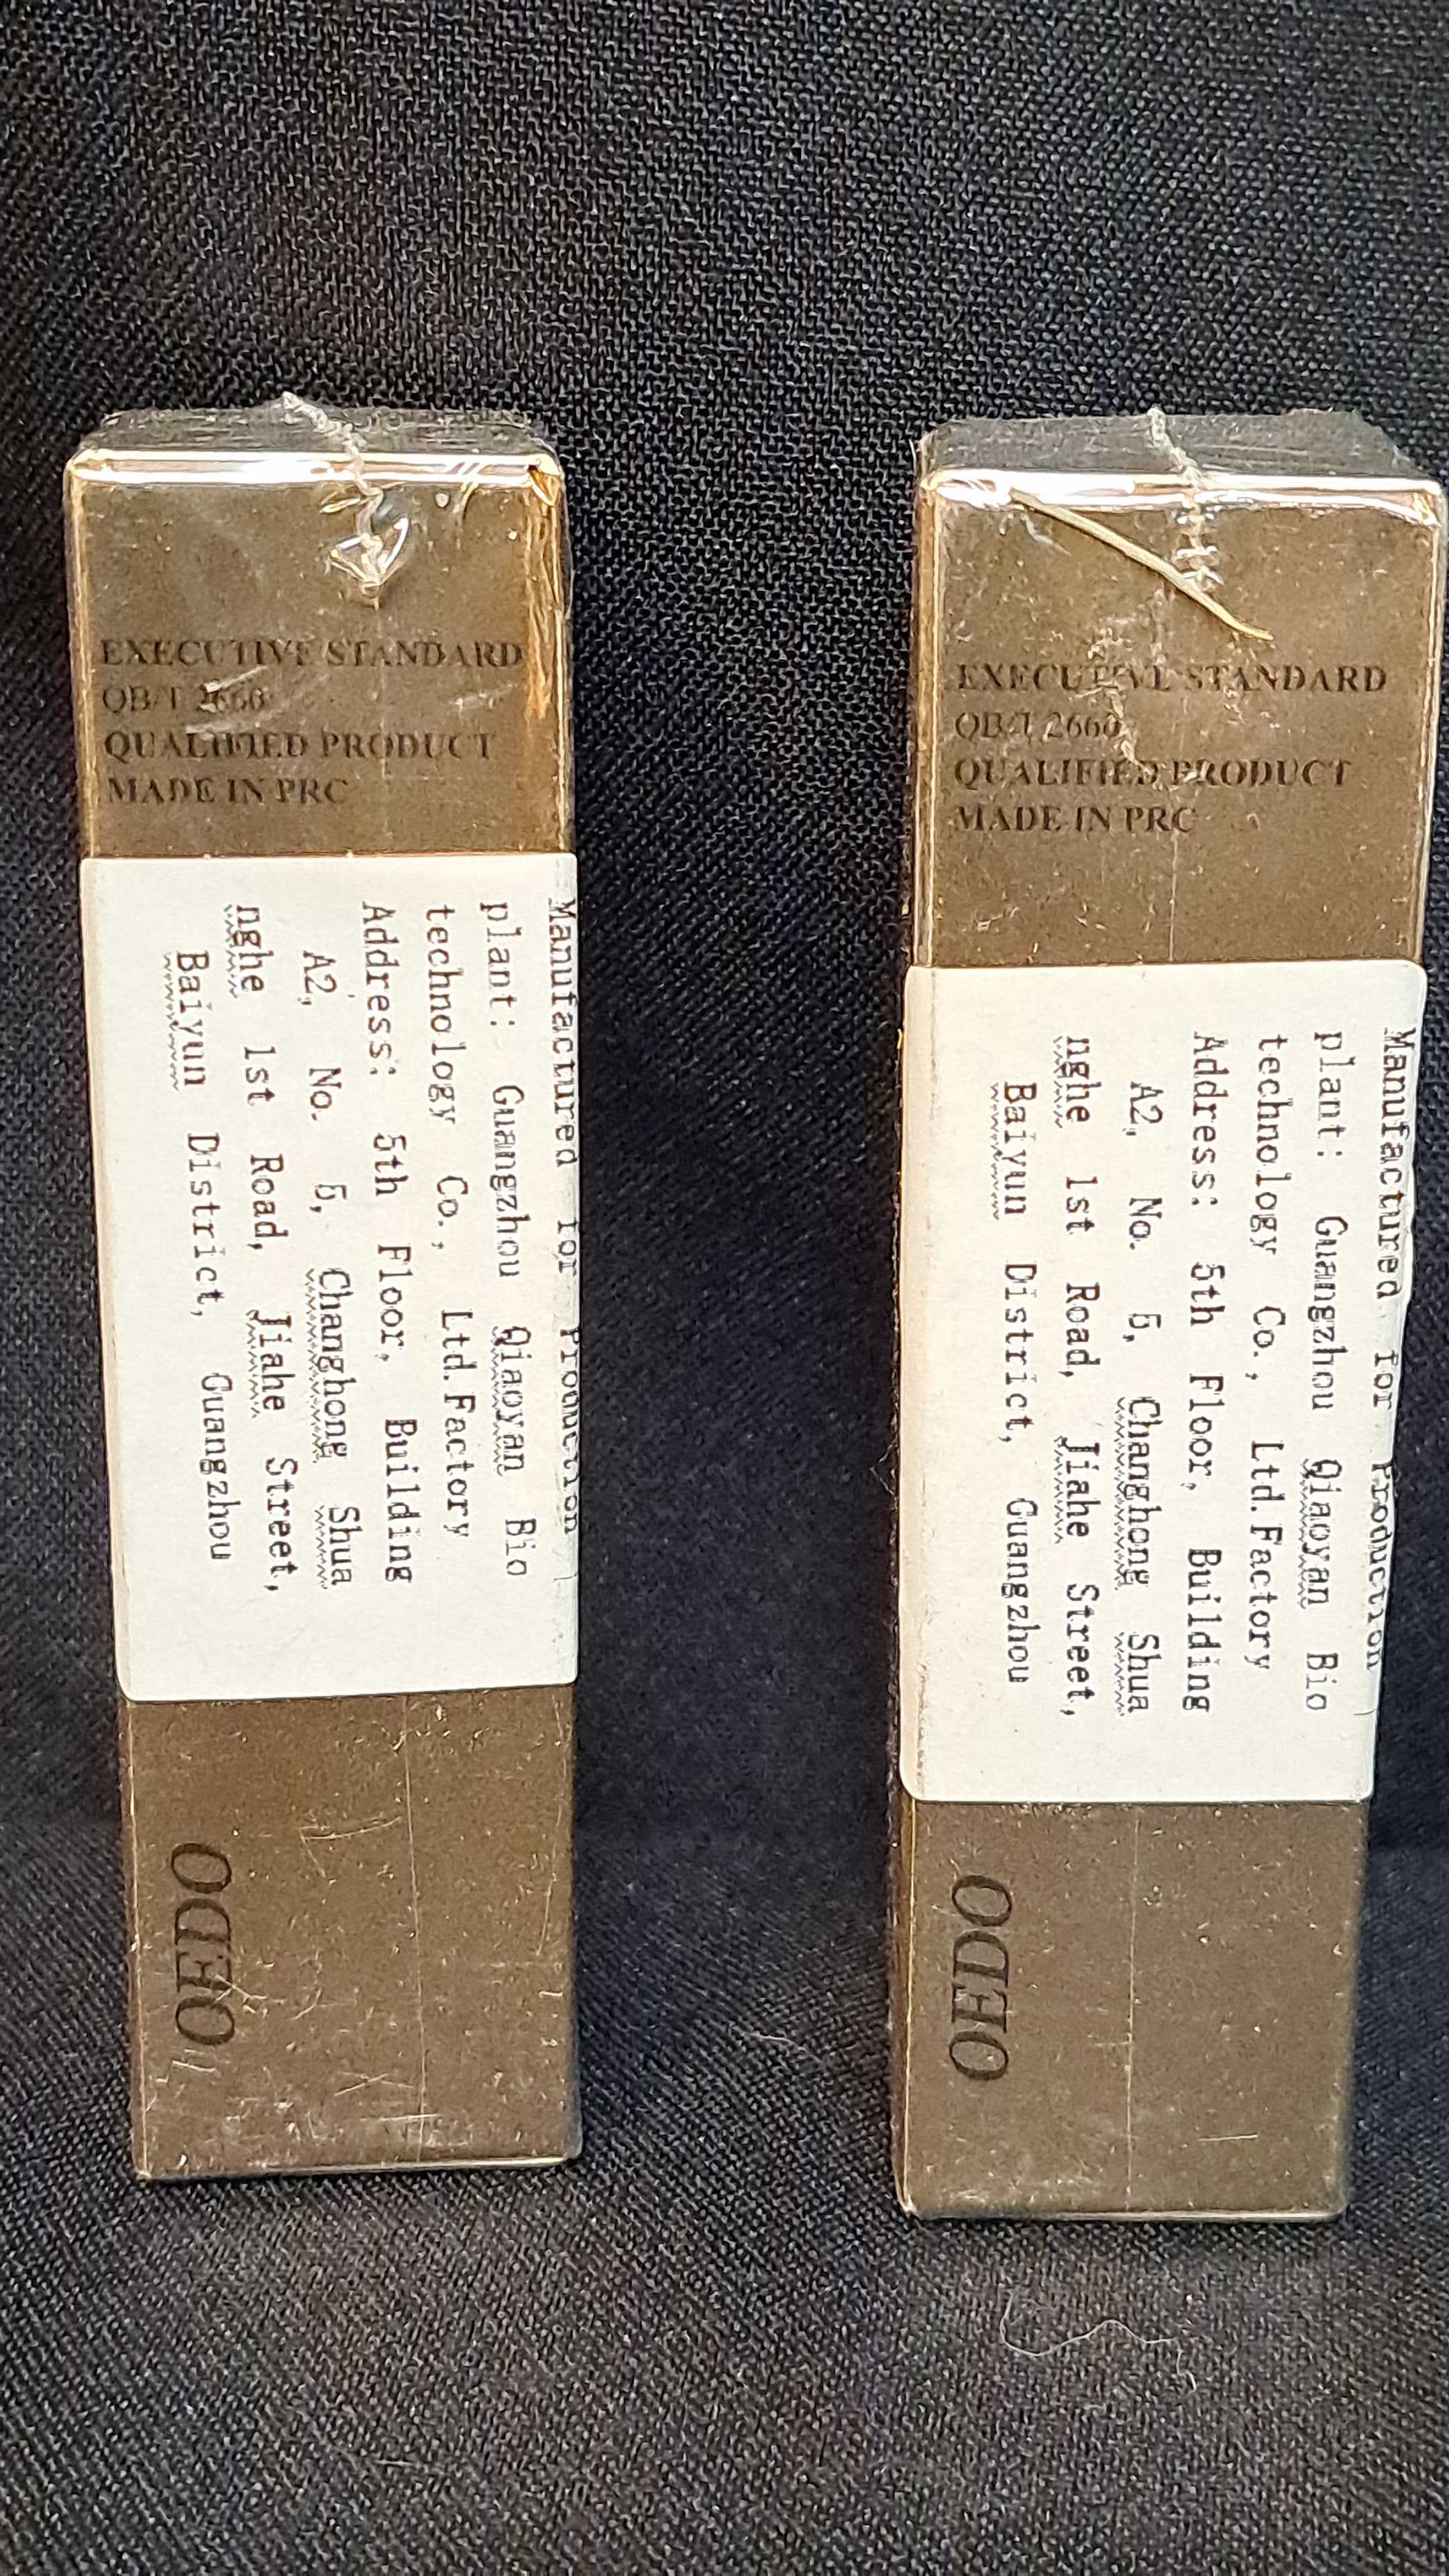 EXECUTIVE STANDARD
QB/T 2660
QUALIFIED PRODUCT
MADE IN PRC
Manufactured for Production
plant: Guangzhou Qiaoyan Bio
technology Co., Ltd.Factory
Address: 5th Floor, Building
A2, No. 5, Changhong Shua
nghe 1st Road, Jiahe Street,
Baiyun District, Guangzhou
OEDO
EXECUTIVE STANDARD
QB/T 2660
QUALIFIED PRODUCT
MADE IN PRC
Manufactured for Production
plant: Guangzhou Qiaoyan Bio
technology Co., Ltd.Factory
Address: 5th Floor, Building
A2, No. 5, Changhong Shua
nghe 1st Road, Jiahe Street,
Baiyun District, Guangzhou
OEDO